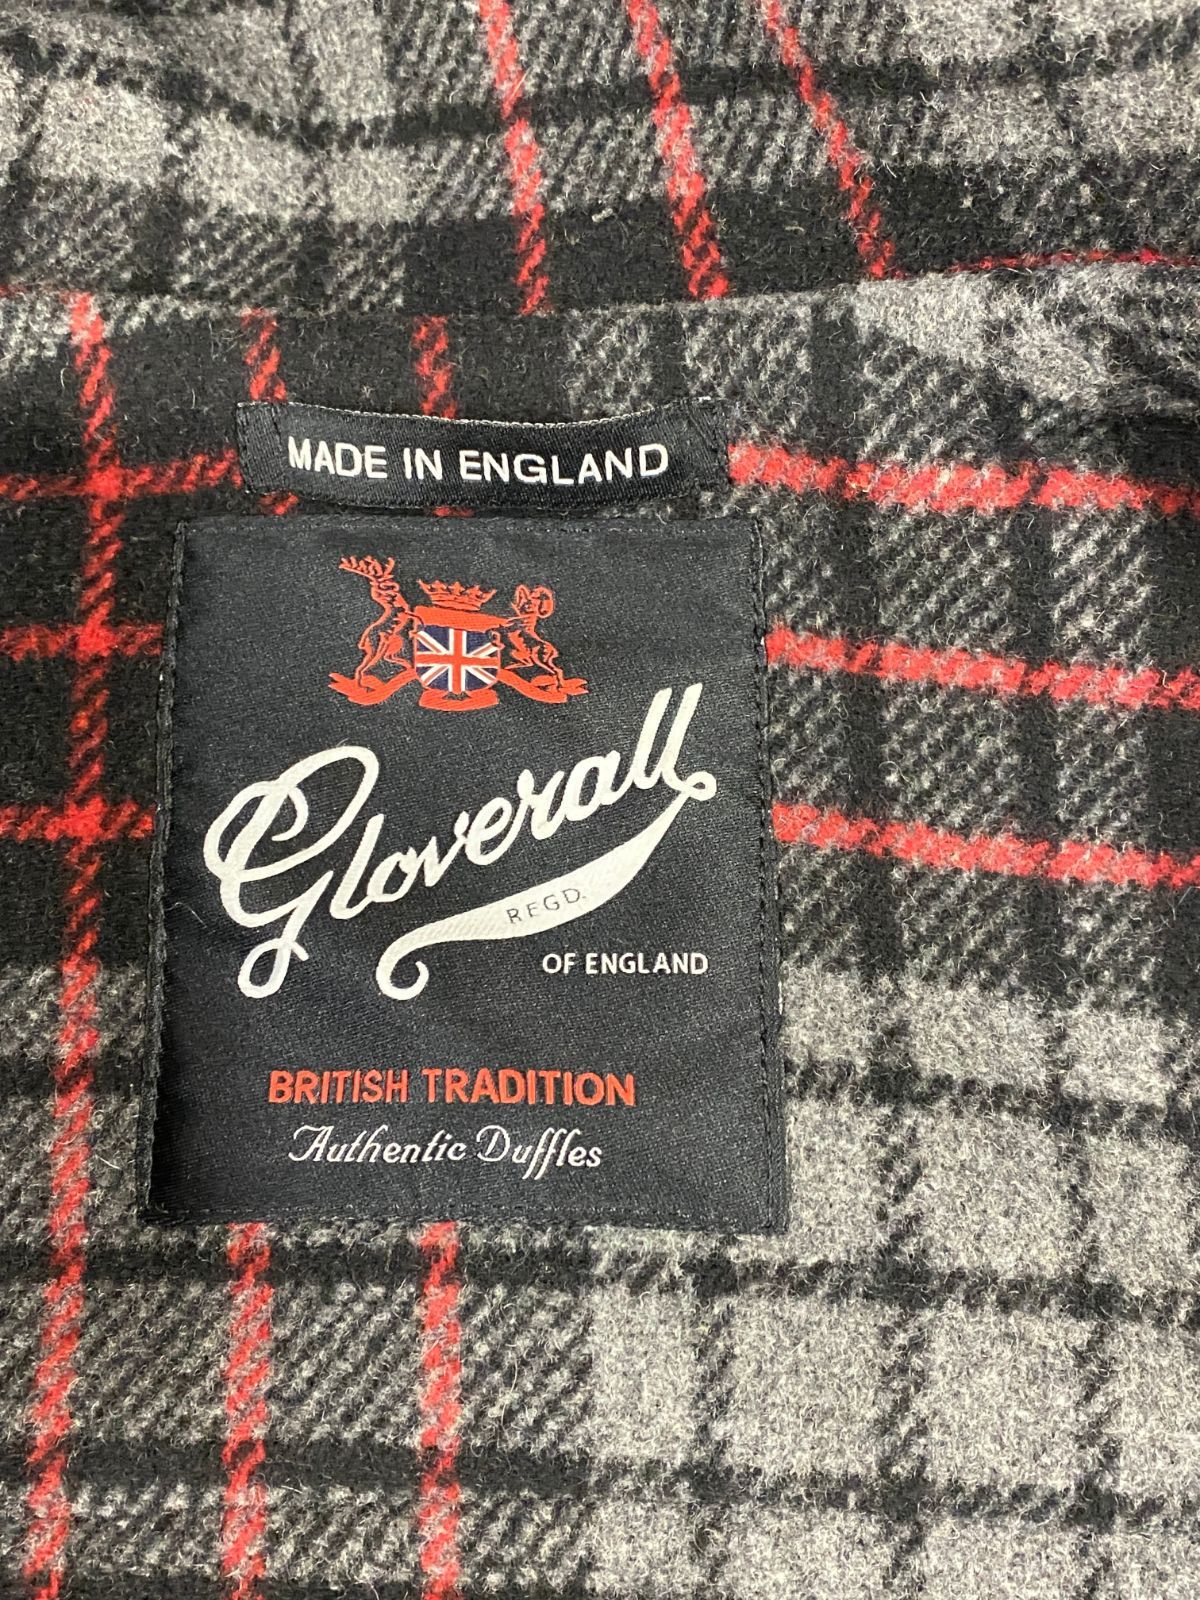 MADE IN ENGLAND
Gloverall
REGD.
OF ENGLAND
BRITISH TRADITION
Authentic Duffles